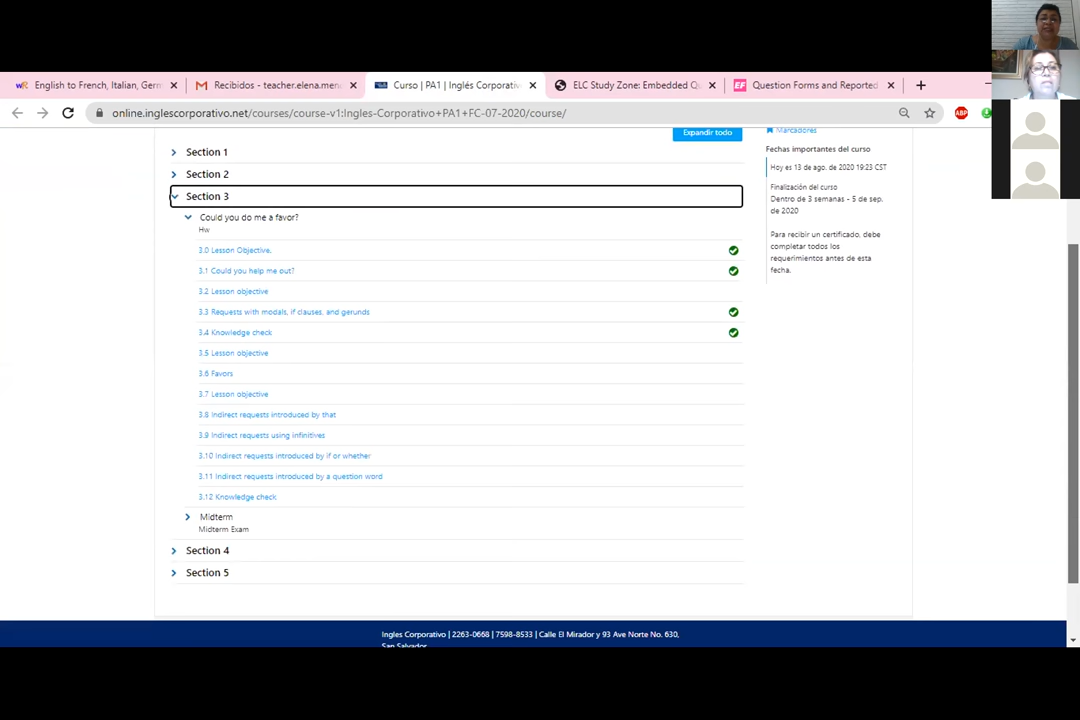 English to French, Italian, Gern
Recibidos - teacher.elena.men
Curso | PA1 | Inglés Corporativ
ELC Study Zone: Embedded Q
Question Forms and Reported
online.inglescorporativo.net/courses/course-v1:Ingles-Corporativo+PA1+FC-07-2020/course/
ABP
Expandir todo
Marcadores
Fechas importantes del curso
Hoy es 13 de ago. de 2020 19:23 CST
Finalización del curso
Dentro de 3 semanas - 5 de sep.
de 2020
Para recibir un certificado, debe
completar todos los
requerimientos antes de esta
fecha.
Section 1
Section 2
Section 3
Could you do me a favor?
Hw
3.0 Lesson Objective.
3.1 Could you help me out?
3.2 Lesson objective
3.3 Requests with modals, if clauses, and gerunds
3.4 Knowledge check
3.5 Lesson objective
3.6 Favors
3.7 Lesson objective
3.8 Indirect requests introduced by that
3.9 Indirect requests using infinitives
3.10 Indirect requests introduced by if or whether
3.11 Indirect requests introduced by a question word
3.12 Knowledge check
Midterm
Midterm Exam
Section 4
Section 5
Ingles Corporativo | 2263-0668 | 7598-8533 | Calle El Mirador y 93 Ave Norte No. 630,
San Salvador